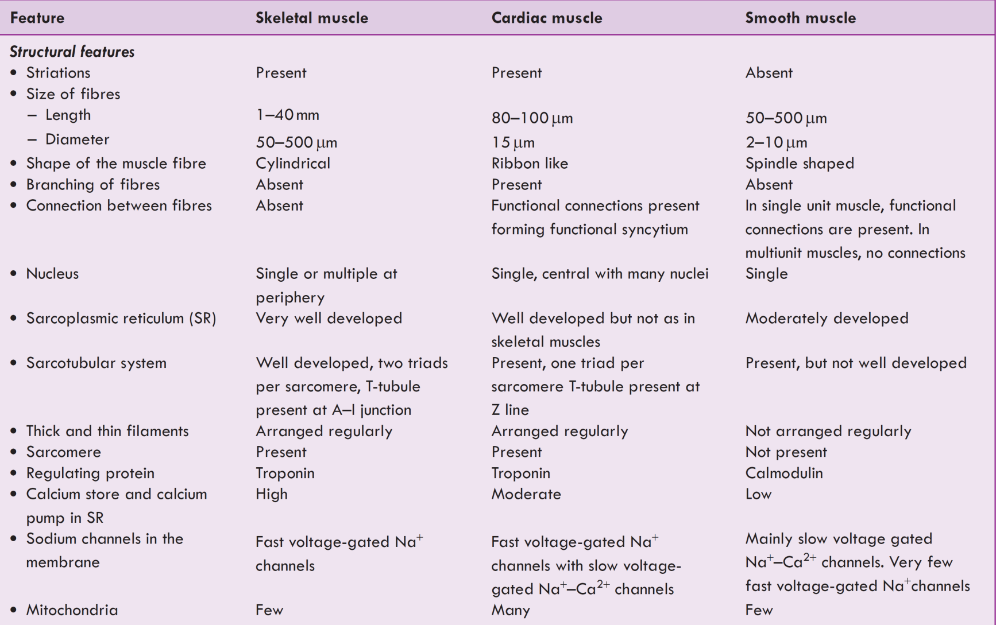 Feature Skeletal muscle Cardiac muscle Smooth muscle
Structural features
• Striations Present Present Absent
• Size of fibres
– Length 1–40 mm 80–100 μm 50–500 μm
– Diameter 50–500 μm 15 μm 2–10 μm
• Shape of the muscle fibre Cylindrical Ribbon like Spindle shaped
• Branching of fibres Absent Present Absent
• Connection between fibres Absent Functional connections present In single unit muscle, functional
forming functional syncytium connections are present. In
multiunit muscles, no connections
• Nucleus Single or multiple at Single, central with many nuclei Single
periphery
• Sarcoplasmic reticulum (SR) Very well developed Well developed but not as in Moderately developed
skeletal muscles
• Sarcotubular system Well developed, two triads Present, one triad per Present, but not well developed
per sarcomere, T-tubule sarcomere T-tubule present at
present at A–I junction Z line
• Thick and thin filaments Arranged regularly Arranged regularly Not arranged regularly
• Sarcomere Present Present Not present
• Regulating protein Troponin Troponin Calmodulin
• Calcium store and calcium High Moderate Low
pump in SR
• Sodium channels in the Fast voltage-gated Na⁺ Fast voltage-gated Na⁺ Mainly slow voltage gated
membrane channels channels with slow voltage- Na⁺–Ca²⁺ channels. Very few
gated Na⁺–Ca²⁺ channels fast voltage-gated Na⁺channels
• Mitochondria Few Many Few